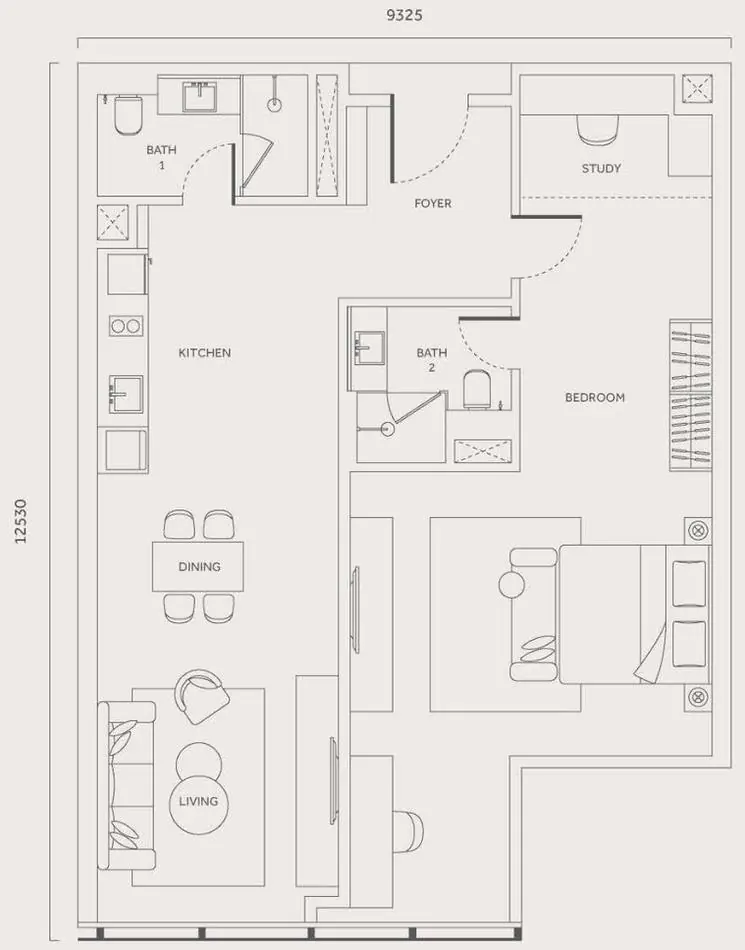 9325
BATH
1
STUDY
FOYER
KITCHEN
BATH
2
BEDROOM
12530
DINING
LIVING